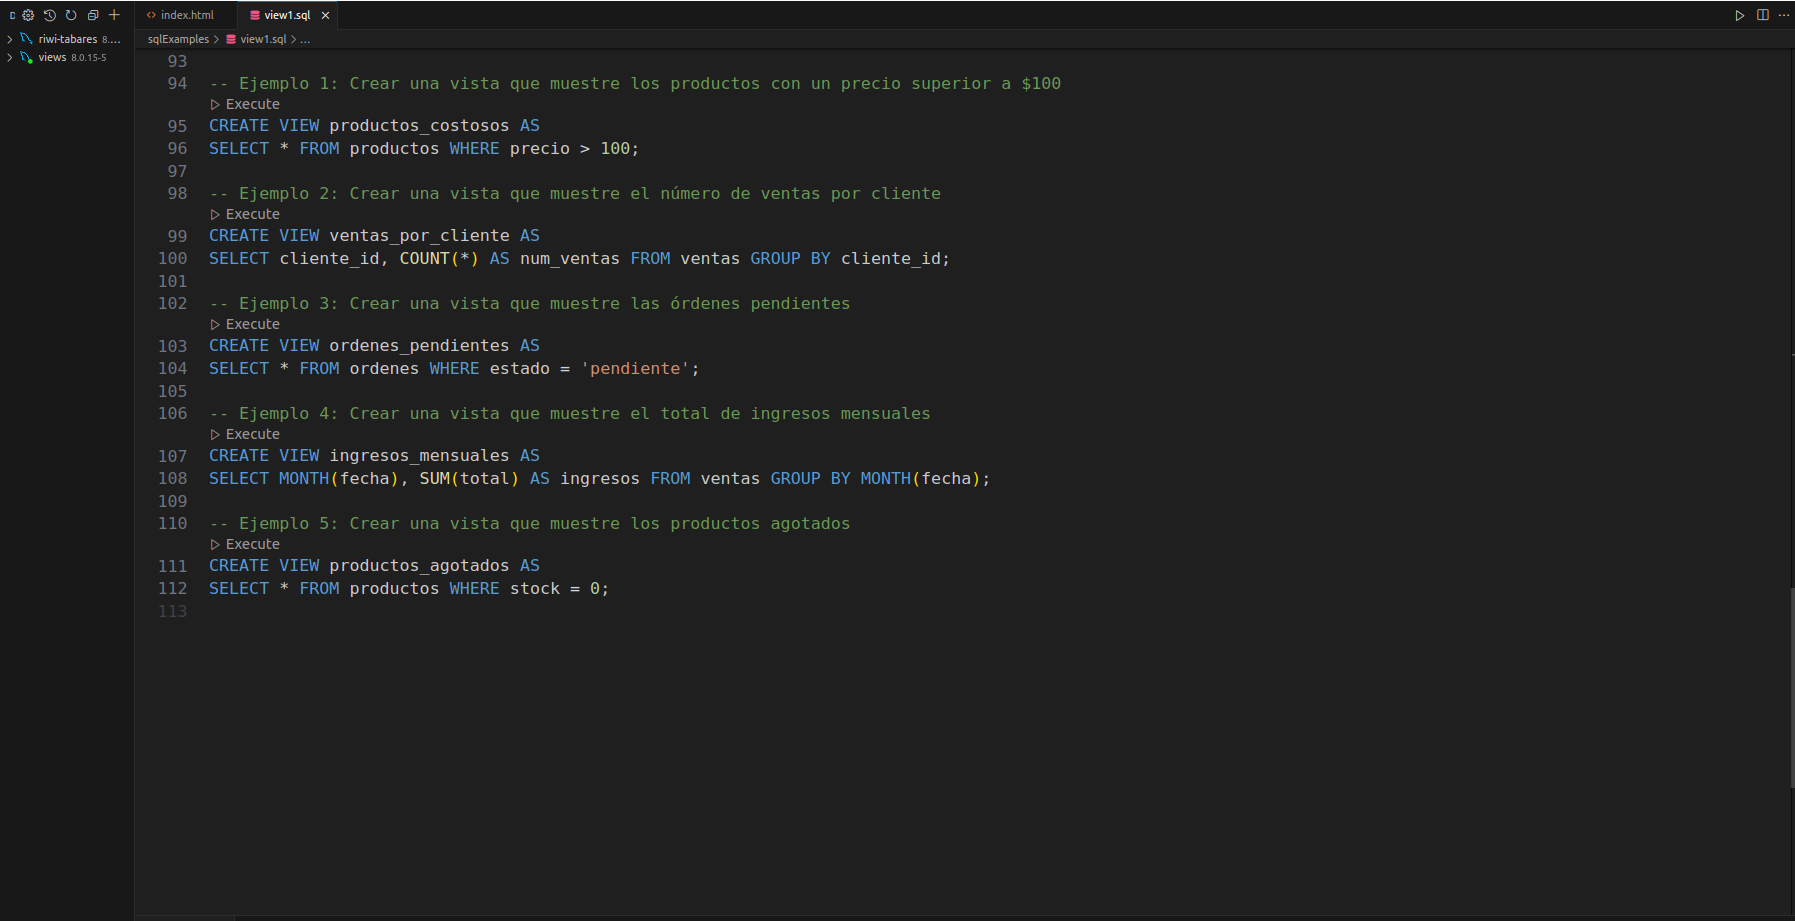 index.html
view1.sql
riwi-tabares 8....
views 8.0.15-5
sqlExamples > view1.sql > ...
93
94 -- Ejemplo 1: Crear una vista que muestre los productos con un precio superior a $100
Execute
95 CREATE VIEW productos_costosos AS
96 SELECT * FROM productos WHERE precio > 100;
97
98 -- Ejemplo 2: Crear una vista que muestre el número de ventas por cliente
Execute
99 CREATE VIEW ventas_por_cliente AS
100 SELECT cliente_id, COUNT(*) AS num_ventas FROM ventas GROUP BY cliente_id;
101
102 -- Ejemplo 3: Crear una vista que muestre las órdenes pendientes
Execute
103 CREATE VIEW ordenes_pendientes AS
104 SELECT * FROM ordenes WHERE estado = 'pendiente';
105
106 -- Ejemplo 4: Crear una vista que muestre el total de ingresos mensuales
Execute
107 CREATE VIEW ingresos_mensuales AS
108 SELECT MONTH(fecha), SUM(total) AS ingresos FROM ventas GROUP BY MONTH(fecha);
109
110 -- Ejemplo 5: Crear una vista que muestre los productos agotados
Execute
111 CREATE VIEW productos_agotados AS
112 SELECT * FROM productos WHERE stock = 0;
113